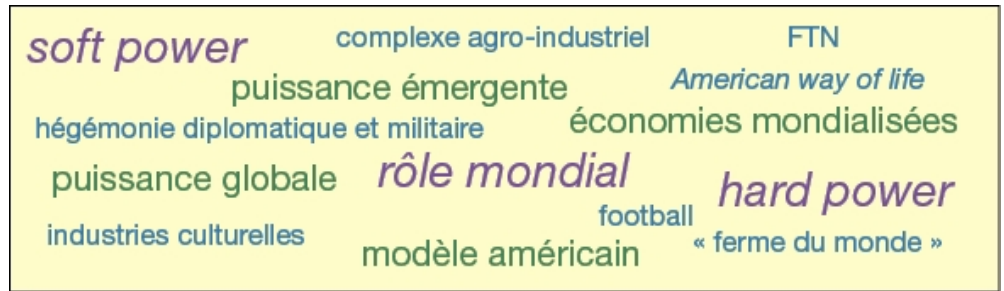 soft power
complexe agro-industriel
FTN
puissance émergente
American way of life
hégémonie diplomatique et militaire
économies mondialisées
puissance globale
rôle mondial
hard power
industries culturelles
football
modèle américain
« ferme du monde »